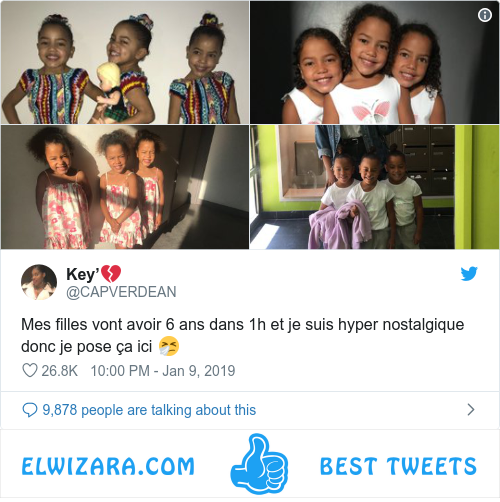 Key’💔
@CAPVERDEAN
Mes filles vont avoir 6 ans dans 1h et je suis hyper nostalgique
donc je pose ça ici 🤧
26.8K 10:00 PM - Jan 9, 2019
9,878 people are talking about this
ELWIZARA.COM BEST TWEETS